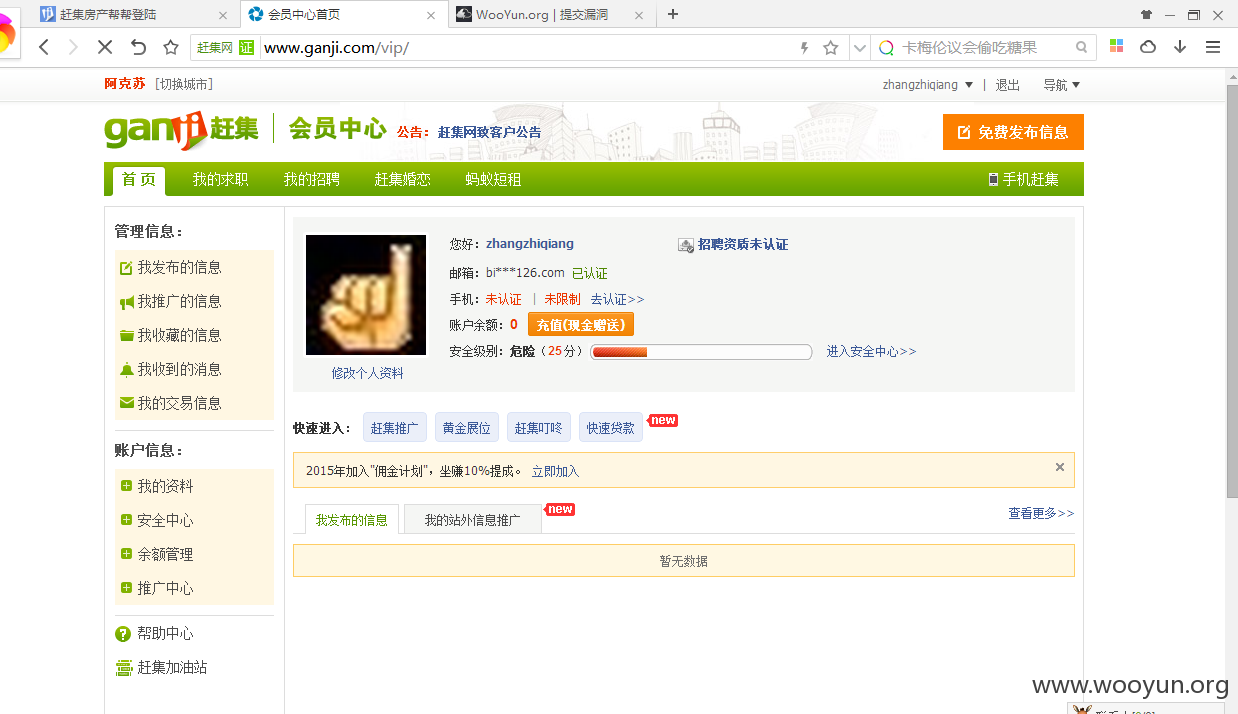 赶集房产帮帮登陆
会员中心首页
WooYun.org | 提交漏洞
赶集网 证 www.ganji.com/vip/
卡梅伦议会偷吃糖果
阿克苏 [切换城市]
zhangzhiqiang ▼ | 退出 导航▼
ganji赶集 会员中心 公告：赶集网致客户公告
免费发布信息
首页 我的求职 我的招聘 赶集婚恋 蚂蚁短租 手机赶集
管理信息：
我发布的信息
我推广的信息
我收藏的信息
我收到的消息
我的交易信息
账户信息：
我的资料
安全中心
余额管理
推广中心
帮助中心
赶集加油站
修改个人资料
您好：zhangzhiqiang 招聘资质未认证
邮箱：bi***126.com 已认证
手机：未认证 | 未限制 去认证>>
账户余额：0 充值(现金赠送)
安全级别：危险（25分） 进入安全中心>>
快速进入： 赶集推广 黄金展位 赶集叮咚 快速贷款 new
2015年加入"佣金计划"，坐赚10%提成。 立即加入
我发布的信息 我的站外信息推广 new 查看更多>>
暂无数据
www.wooyun.org